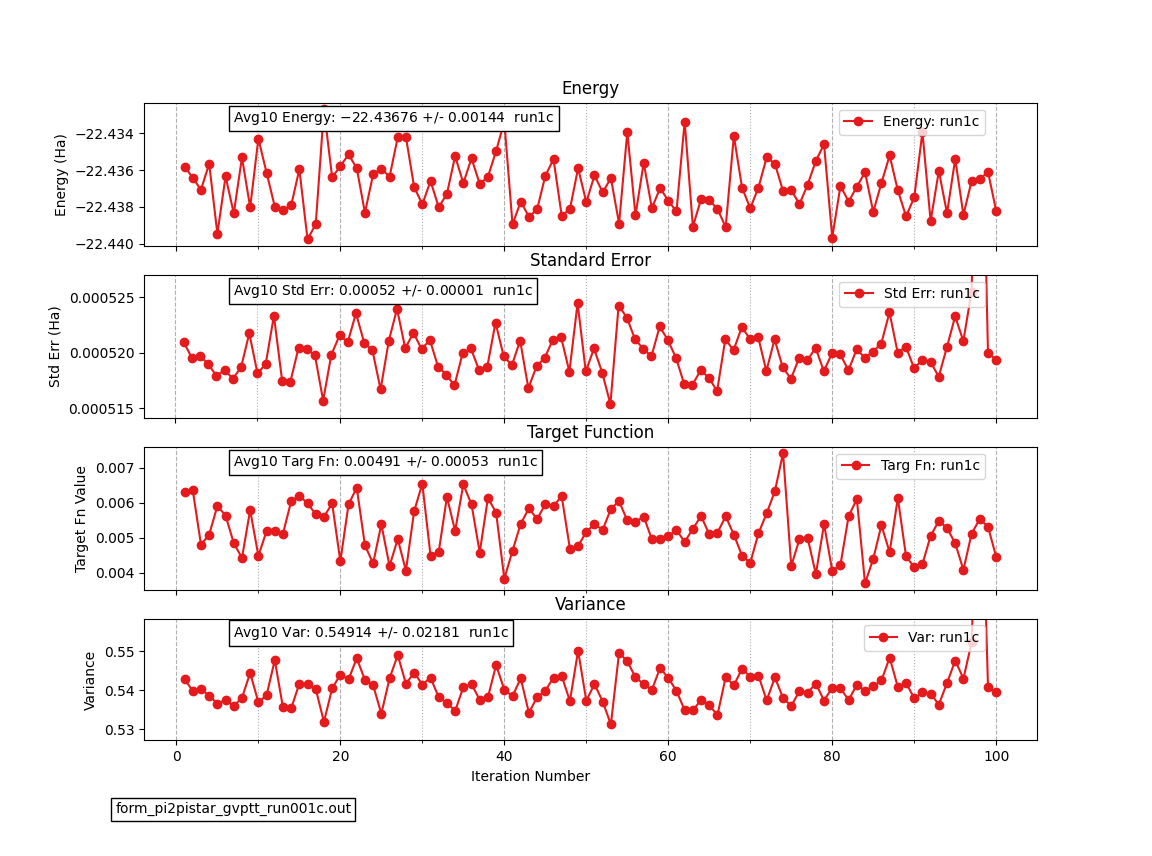 Energy
Avg10 Energy: −22.43676 +/- 0.00144 run1c
Energy: run1c
Energy (Ha)
−22.434
−22.436
−22.438
−22.440
Standard Error
Avg10 Std Err: 0.00052 +/- 0.00001 run1c
Std Err: run1c
Std Err (Ha)
0.000525
0.000520
0.000515
Target Function
Avg10 Targ Fn: 0.00491 +/- 0.00053 run1c
Targ Fn: run1c
Target Fn Value
0.007
0.006
0.005
0.004
Variance
Avg10 Var: 0.54914 +/- 0.02181 run1c
Var: run1c
Variance
0.55
0.54
0.53
0 20 40 60 80 100
Iteration Number
form_pi2pistar_gvptt_run001c.out